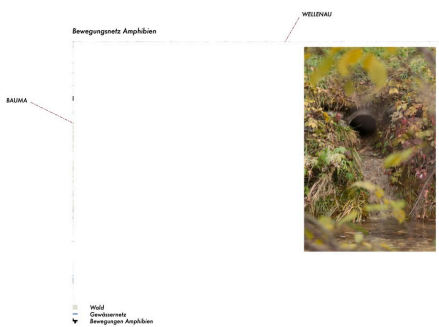 WELLENAU
Bewegungsnetz Amphibien
BAUMA
Wald
Gewässernetz
Bewegungen Amphibien